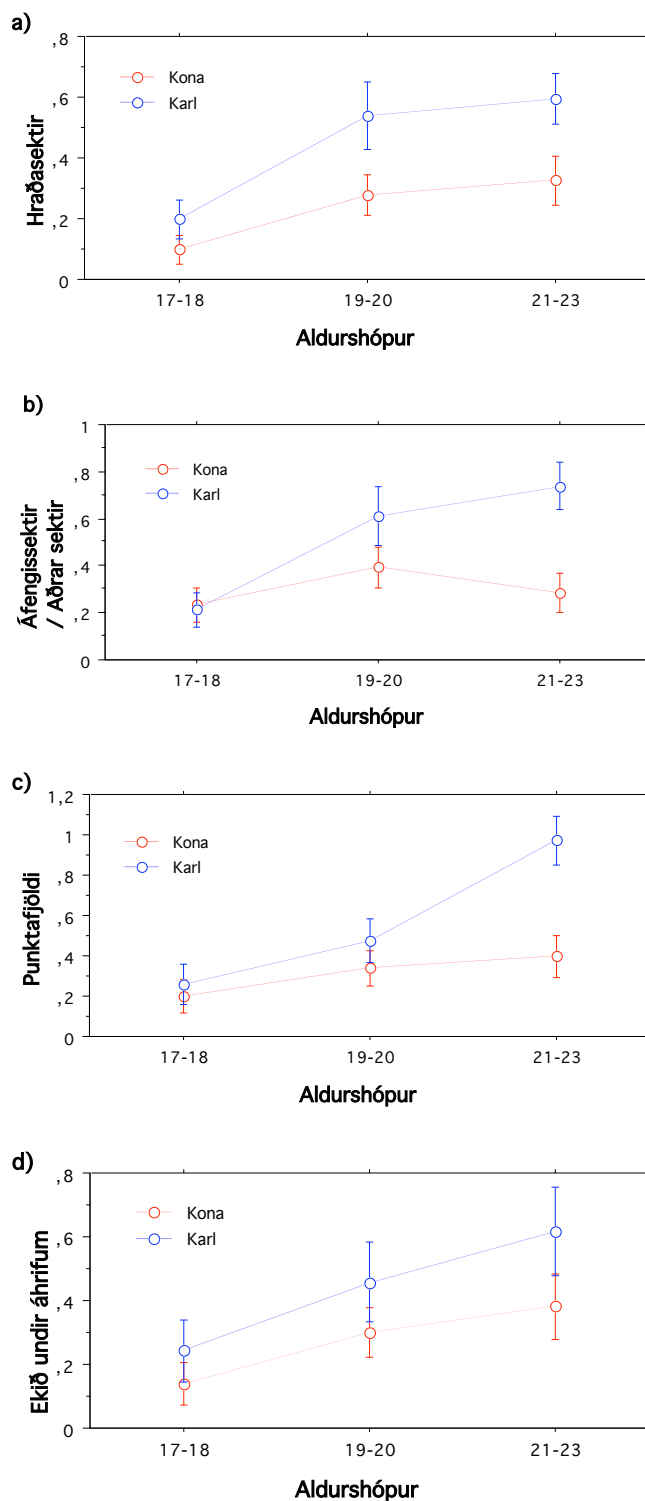 a)
,8
,6
,4
,2
0
Hraðasektir
Kona
Karl
17-18
19-20
21-23
Aldurshópur
b)
1
,8
,6
,4
,2
0
Áfengissektir
/ Aðrar sektir
Kona
Karl
17-18
19-20
21-23
Aldurshópur
c)
1,2
1
,8
,6
,4
,2
0
Punktafjöldi
Kona
Karl
17-18
19-20
21-23
Aldurshópur
d)
,8
,6
,4
,2
0
Ekið undir áhrifum
Kona
Karl
17-18
19-20
21-23
Aldurshópur